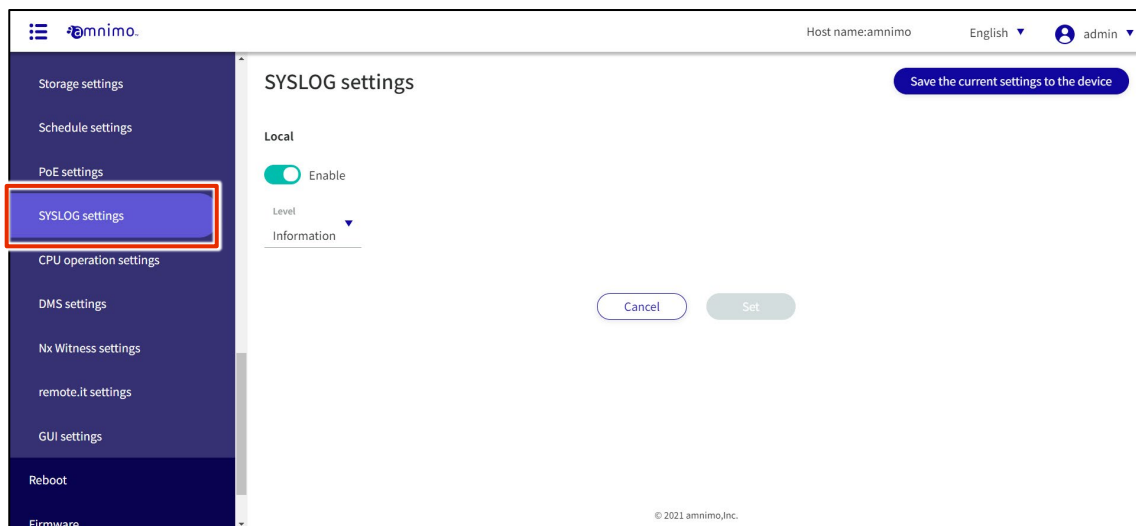 amnimo
Host name:amnimo
English
admin
Storage settings
Schedule settings
PoE settings
SYSLOG settings
CPU operation settings
DMS settings
Nx Witness settings
remote.it settings
GUI settings
Reboot
Firmware
SYSLOG settings
Save the current settings to the device
Local
Enable
Level
Information
Cancel
Set
© 2021 amnimo,Inc.